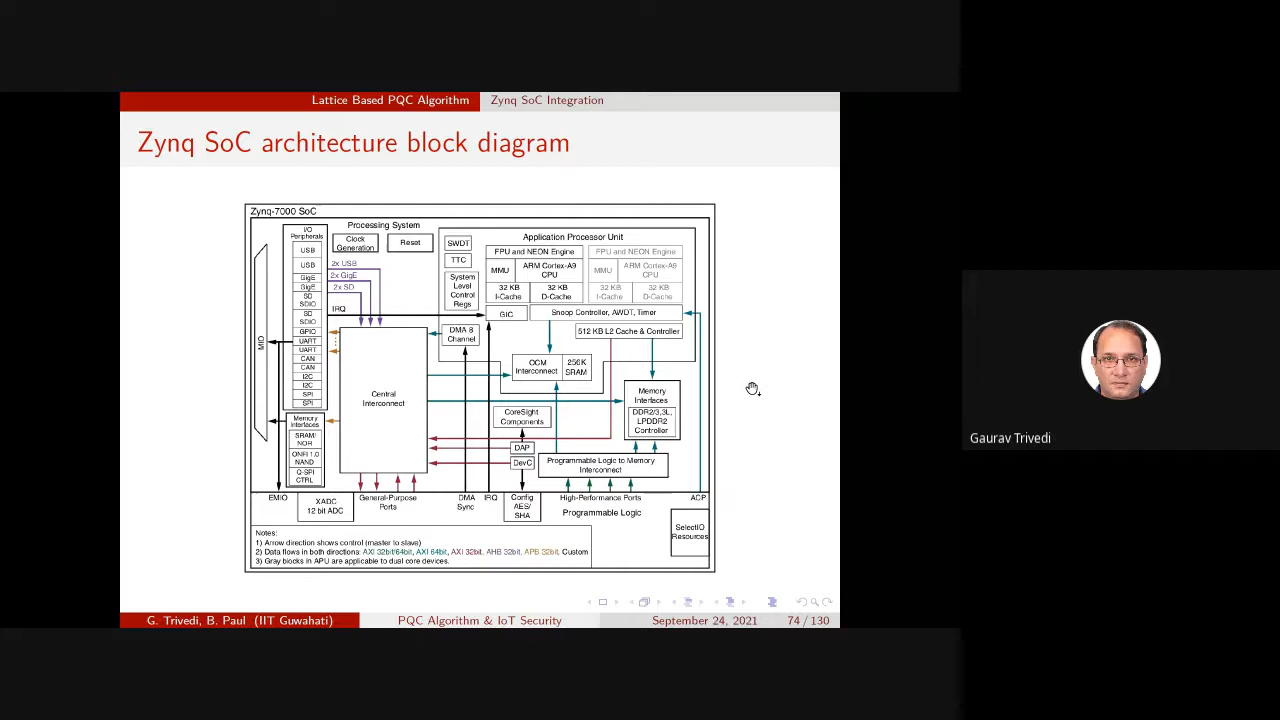 Lattice Based PQC Algorithm Zynq SoC Integration
Zynq SoC architecture block diagram
Zynq-7000 SoC
I/O
Peripherals
USB
USB
GigE
GigE
SD
SDIO
SD
SDIO
GPIO
UART
UART
CAN
CAN
I2C
I2C
SPI
SPI
MIO
Memory
Interfaces
SRAM/
NOR
ONFI 1.0
NAND
Q-SPI
CTRL
Processing System
Clock
Generation
Reset
2x USB
2x GigE
2x SD
IRQ
Central
Interconnect
SWDT
TTC
System
Level
Control
Regs
DMA 8
Channel
Application Processor Unit
FPU and NEON Engine
MMU
ARM Cortex-A9
CPU
32 KB
I-Cache
32 KB
D-Cache
FPU and NEON Engine
MMU
ARM Cortex-A9
CPU
32 KB
I-Cache
32 KB
D-Cache
GIC
Snoop Controller, AWDT, Timer
512 KB L2 Cache & Controller
OCM
Interconnect
256K
SRAM
Memory
Interfaces
DDR2/3,3L,
LPDDR2
Controller
CoreSight
Components
DAP
DevC
Programmable Logic to Memory
Interconnect
EMIO
XADC
12 bit ADC
General-Purpose
Ports
DMA
Sync
IRQ
Config
AES/
SHA
High-Performance Ports
ACP
Programmable Logic
SelectIO
Resources
Notes:
1) Arrow direction shows control (master to slave)
2) Data flows in both directions: AXI 32bit/64bit, AXI 64bit, AXI 32bit, AHB 32bit, APB 32bit, Custom
3) Gray blocks in APU are applicable to dual core devices.
G. Trivedi, B. Paul (IIT Guwahati) PQC Algorithm & IoT Security September 24, 2021 74 / 130
Gaurav Trivedi